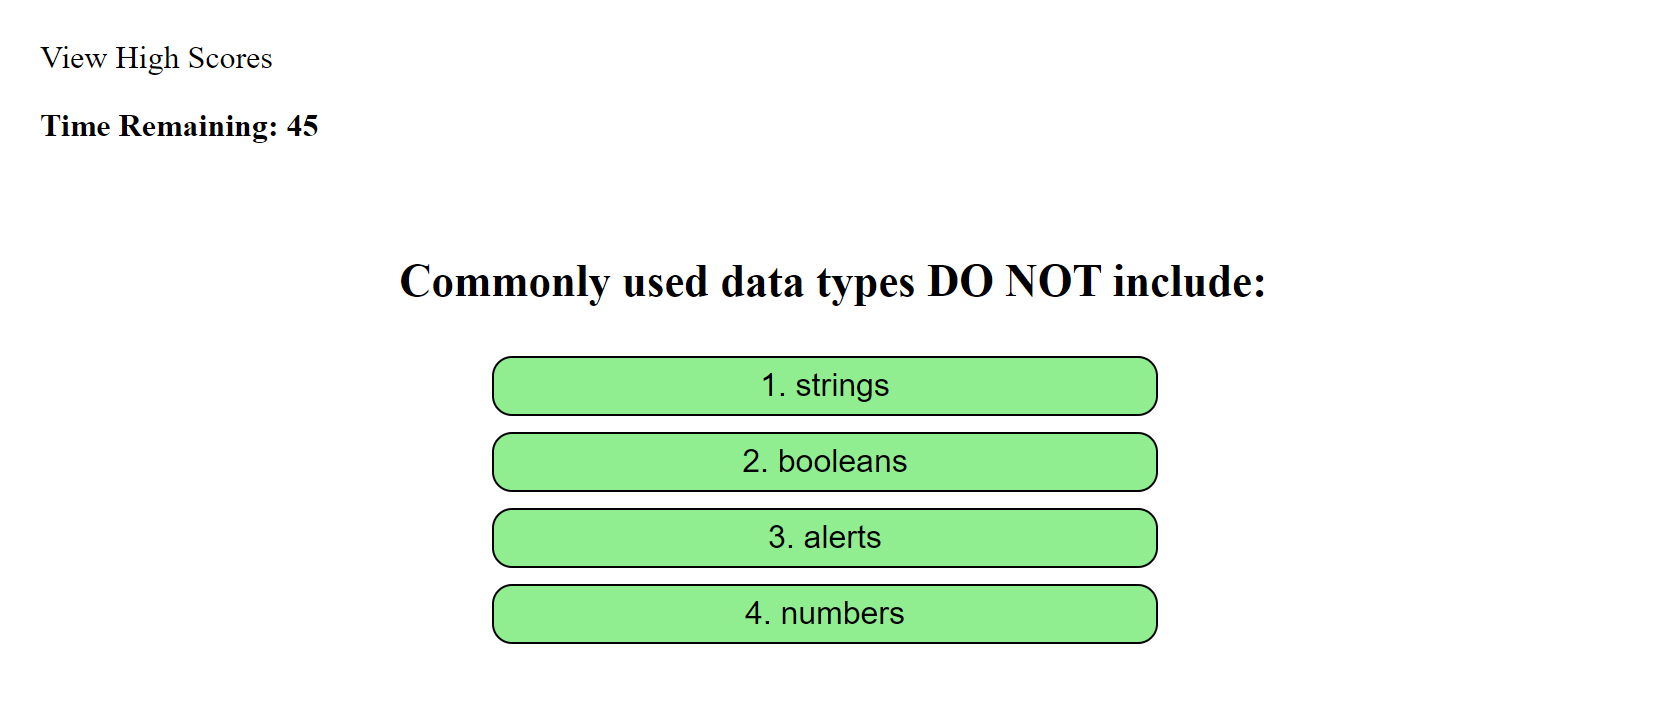 View High Scores
Time Remaining: 45
Commonly used data types DO NOT include:
1. strings
2. booleans
3. alerts
4. numbers